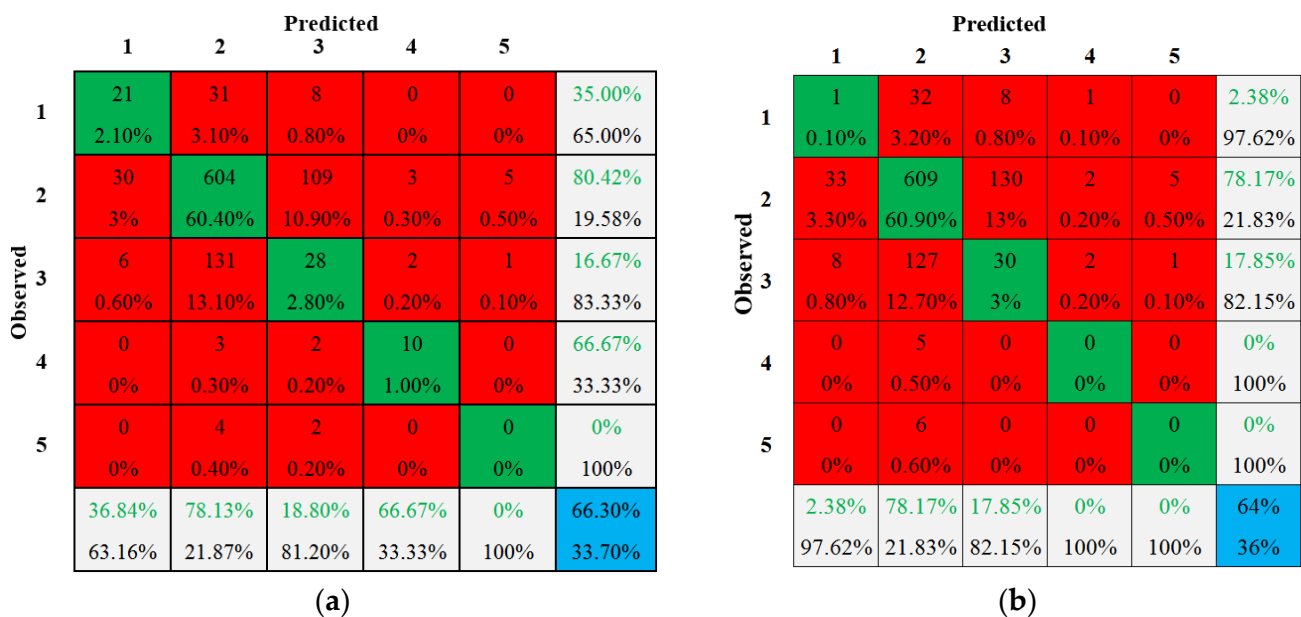 Predicted
1 2 3 4 5
21 31 8 0 0 35.00%
1
2.10% 3.10% 0.80% 0% 0% 65.00%
30 604 109 3 5 80.42%
2
3% 60.40% 10.90% 0.30% 0.50% 19.58%
Observed
6 131 28 2 1 16.67%
3
0.60% 13.10% 2.80% 0.20% 0.10% 83.33%
0 3 2 10 0 66.67%
4
0% 0.30% 0.20% 1.00% 0% 33.33%
0 4 2 0 0 0%
5
0% 0.40% 0.20% 0% 0% 100%
36.84% 78.13% 18.80% 66.67% 0% 66.30%
63.16% 21.87% 81.20% 33.33% 100% 33.70%
(a)
Predicted
1 2 3 4 5
1 32 8 1 0 2.38%
1
0.10% 3.20% 0.80% 0.10% 0% 97.62%
33 609 130 2 5 78.17%
2
3.30% 60.90% 13% 0.20% 0.50% 21.83%
Observed
8 127 30 2 1 17.85%
3
0.80% 12.70% 3% 0.20% 0.10% 82.15%
0 5 0 0 0 0%
4
0% 0.50% 0% 0% 0% 100%
0 6 0 0 0 0%
5
0% 0.60% 0% 0% 0% 100%
2.38% 78.17% 17.85% 0% 0% 64%
97.62% 21.83% 82.15% 100% 100% 36%
(b)